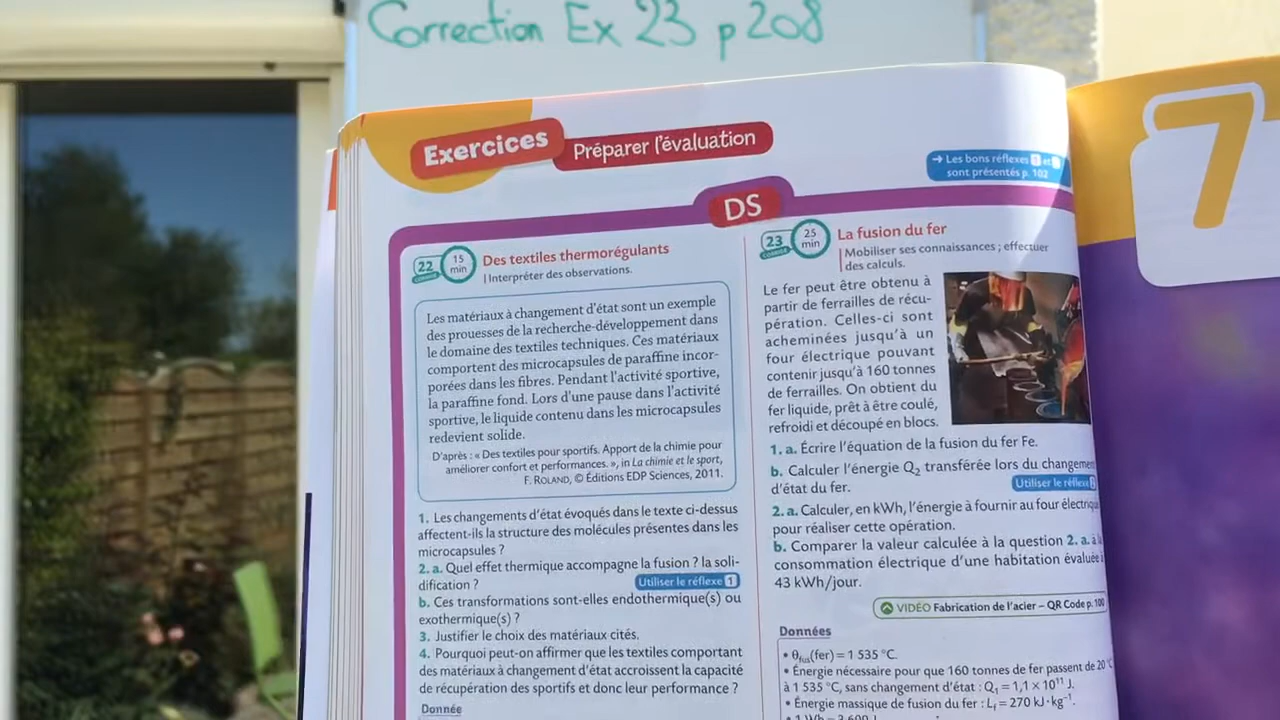 Correction Ex 23 p 208
Exercices
Préparer l'évaluation
→ Les bons réflexes 1 et
sont présentés p. 102
DS
22
CORRIGÉ
15
min
Des textiles thermorégulants
Interpréter des observations.
Les matériaux à changement d'état sont un exemple
des prouesses de la recherche-développement dans
le domaine des textiles techniques. Ces matériaux
comportent des microcapsules de paraffine incor-
porées dans les fibres. Pendant l'activité sportive,
la paraffine fond. Lors d'une pause dans l'activité
sportive, le liquide contenu dans les microcapsules
redevient solide.
D'après : « Des textiles pour sportifs. Apport de la chimie pour
améliorer confort et performances. », in La chimie et le sport,
F. ROLAND, © Éditions EDP Sciences, 2011.
1. Les changements d'état évoqués dans le texte ci-dessus
affectent-ils la structure des molécules présentes dans les
microcapsules ?
2. a. Quel effet thermique accompagne la fusion ? la soli-
dification ?
Utiliser le réflexe 1
b. Ces transformations sont-elles endothermique(s) ou
exothermique(s) ?
3. Justifier le choix des matériaux cités.
4. Pourquoi peut-on affirmer que les textiles comportant
des matériaux à changement d'état accroissent la capacité
de récupération des sportifs et donc leur performance ?
Donnée
23
CORRIGÉ
25
min
La fusion du fer
Mobiliser ses connaissances ; effectuer
des calculs.
Le fer peut être obtenu à
partir de ferrailles de récu-
pération. Celles-ci sont
acheminées jusqu'à un
four électrique pouvant
contenir jusqu'à 160 tonnes
de ferrailles. On obtient du
fer liquide, prêt à être coulé,
refroidi et découpé en blocs.
1. a. Écrire l'équation de la fusion du fer Fe.
b. Calculer l'énergie Q₂ transférée lors du changement
d'état du fer.
Utiliser le réflexe
2. a. Calculer, en kWh, l'énergie à fournir au four électrique
pour réaliser cette opération.
b. Comparer la valeur calculée à la question 2. a. à la
consommation électrique d'une habitation évaluée à
43 kWh/jour.
VIDÉO Fabrication de l'acier – QR Code p. 100
Données
• θfus(fer) = 1 535 °C.
• Énergie nécessaire pour que 160 tonnes de fer passent de 20 °C
à 1 535 °C, sans changement d'état : Q₁ = 1,1 × 10¹¹ J.
• Énergie massique de fusion du fer : Lf = 270 kJ·kg⁻¹.
• 1 Wh = 3 600 J.
7